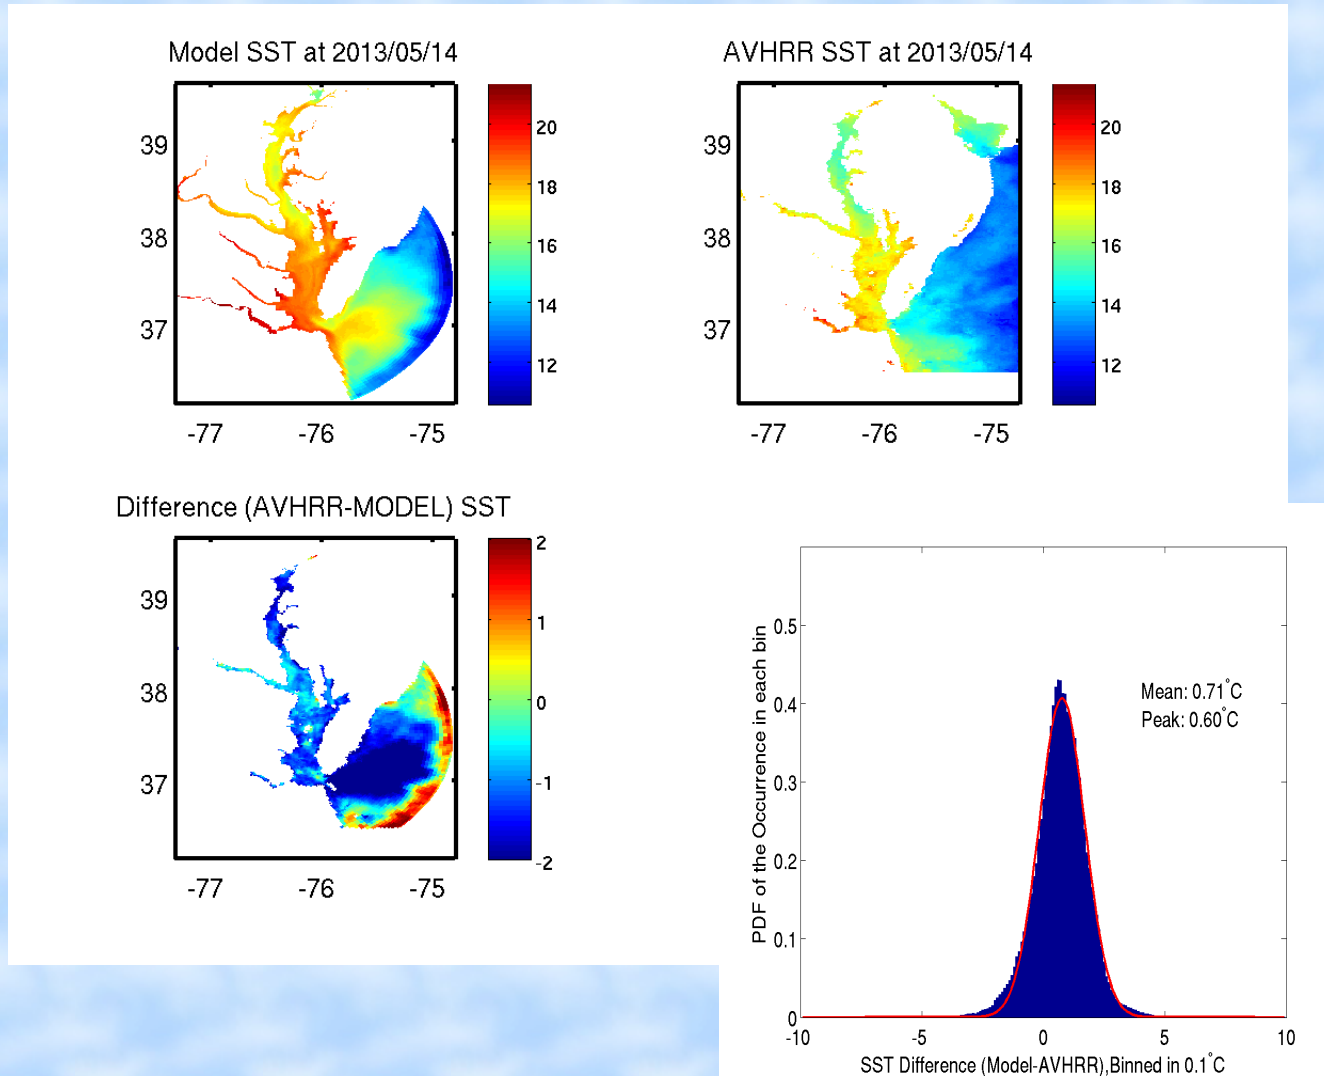 Model SST at 2013/05/14
39
38
37
-77 -76 -75
20
18
16
14
12
AVHRR SST at 2013/05/14
39
38
37
-77 -76 -75
20
18
16
14
12
Difference (AVHRR-MODEL) SST
39
38
37
-77 -76 -75
2
1
0
-1
-2
PDF of the Occurrence in each bin
0.5
0.4
0.3
0.2
0.1
0
Mean: 0.71°C
Peak: 0.60°C
-10 -5 0 5 10
SST Difference (Model-AVHRR),Binned in 0.1°C